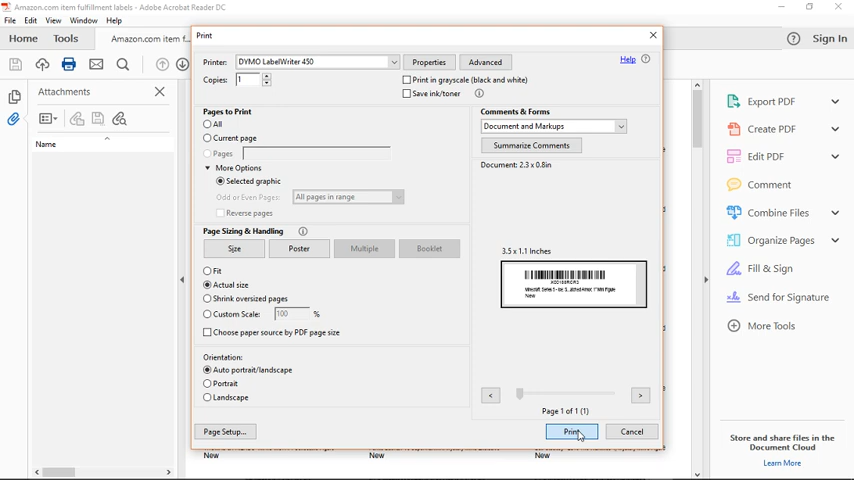 Amazon.com item fulfillment labels - Adobe Acrobat Reader DC
File Edit View Window Help
Home Tools Amazon.com item f...
Sign In
Attachments
Name
Print
Printer: DYMO LabelWriter 450 Properties Advanced Help
Copies: 1
Print in grayscale (black and white)
Save ink/toner
Pages to Print
All
Current page
Pages
More Options
Selected graphic
Odd or Even Pages: All pages in range
Reverse pages
Page Sizing & Handling
Size Poster Multiple Booklet
Fit
Actual size
Shrink oversized pages
Custom Scale: 100 %
Choose paper source by PDF page size
Orientation:
Auto portrait/landscape
Portrait
Landscape
Comments & Forms
Document and Markups
Summarize Comments
Document: 2.3 x 0.8in
3.5 x 1.1 Inches
New
< >
Page 1 of 1 (1)
Page Setup... Print Cancel
New New New
Export PDF
Create PDF
Edit PDF
Comment
Combine Files
Organize Pages
Fill & Sign
Send for Signature
More Tools
Store and share files in the
Document Cloud
Learn More